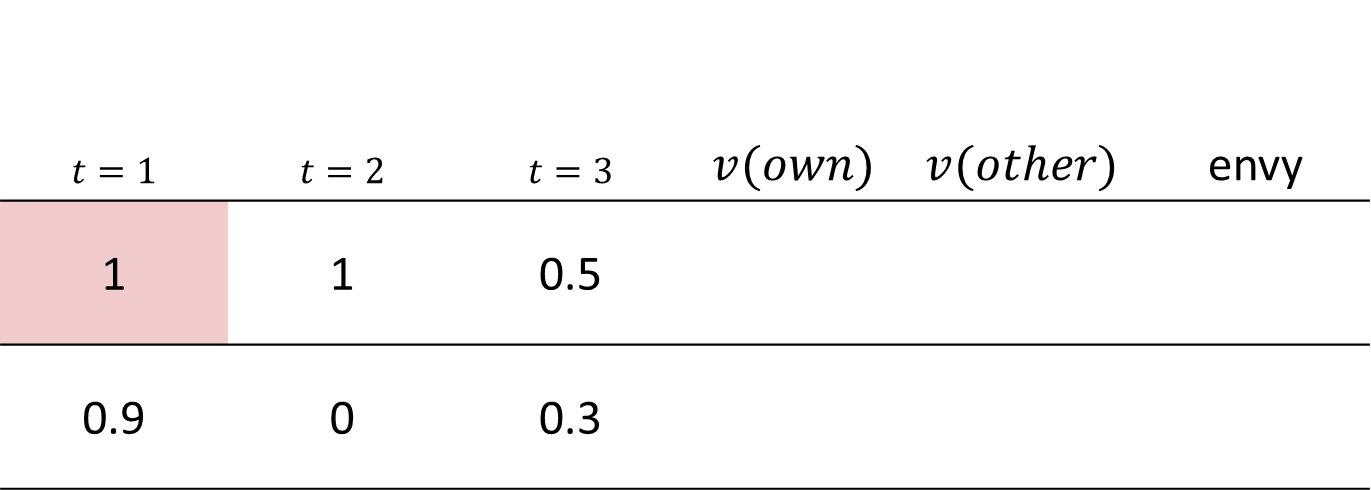 t = 1 t = 2 t = 3 v(own) v(other) envy
1 1 0.5
0.9 0 0.3